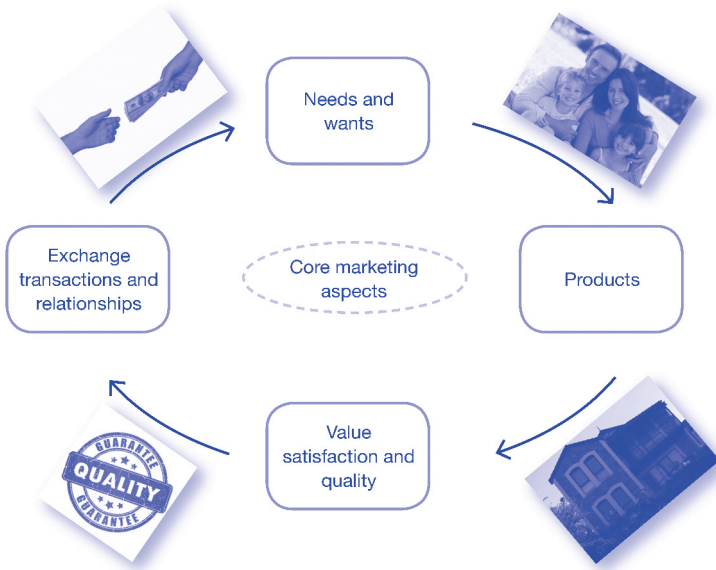 Needs and
wants
Exchange
transactions and
relationships
Core marketing
aspects
Products
Value
satisfaction and
quality
GUARANTEE
QUALITY
GUARANTEE